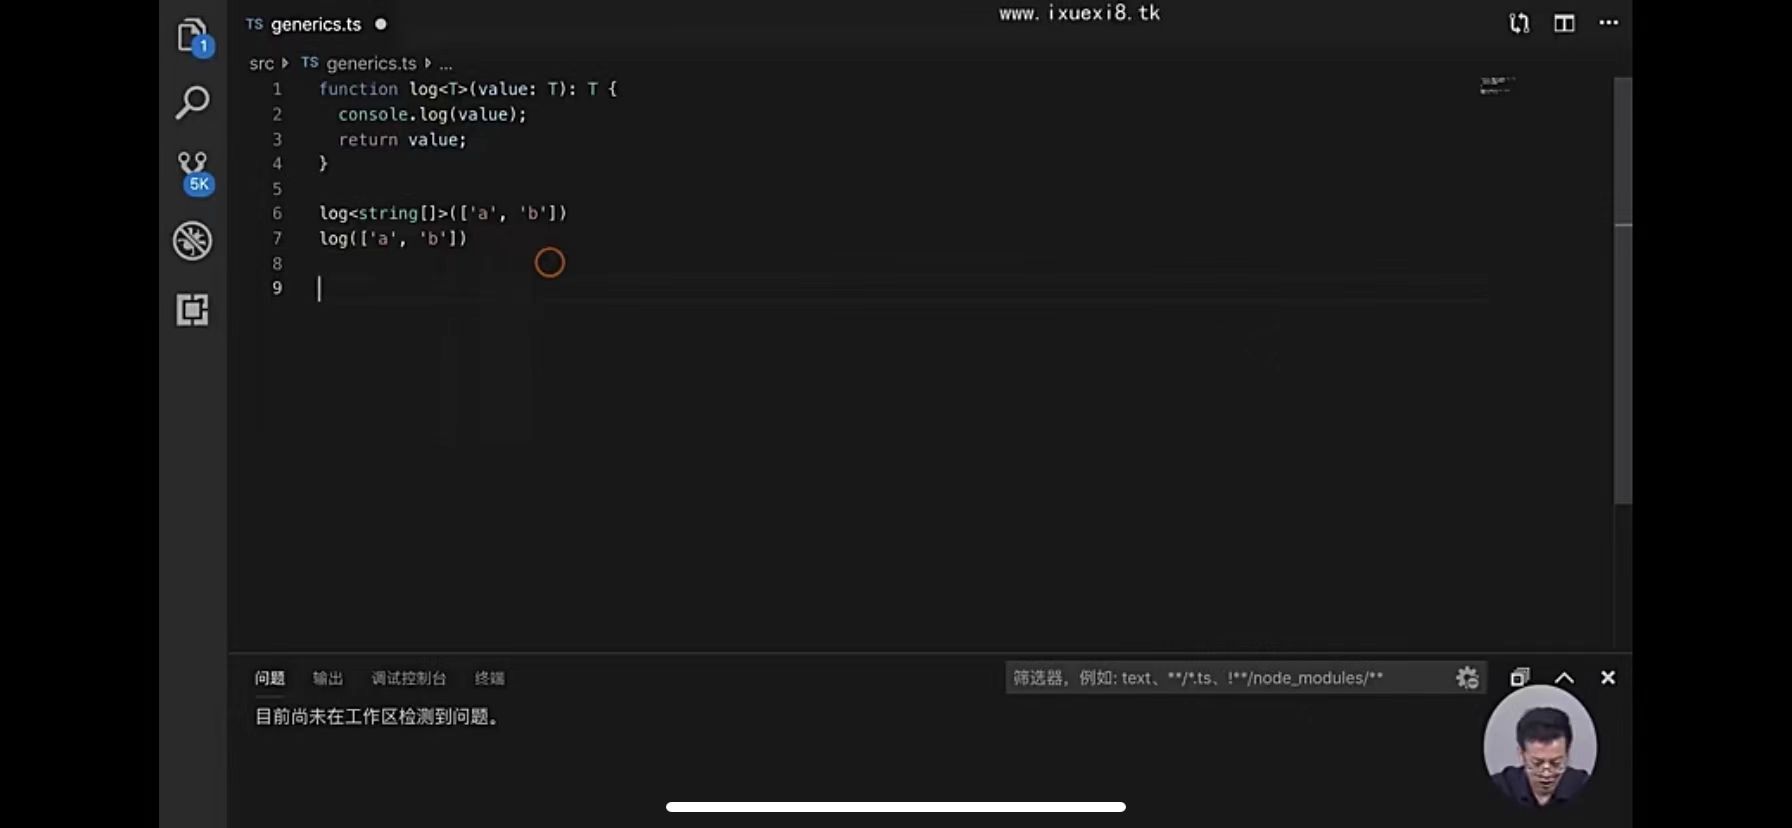 www.ixuexi8.tk
TS generics.ts
1
src TS generics.ts ...
1 function log<T>(value: T): T {
2 console.log(value);
3 return value;
4 }
5
6 log<string[]>(['a', 'b'])
7 log(['a', 'b'])
8
9
5K
问题 输出 调试控制台 终端
筛选器，例如: text、**/*.ts、!**/node_modules/**
目前尚未在工作区检测到问题。